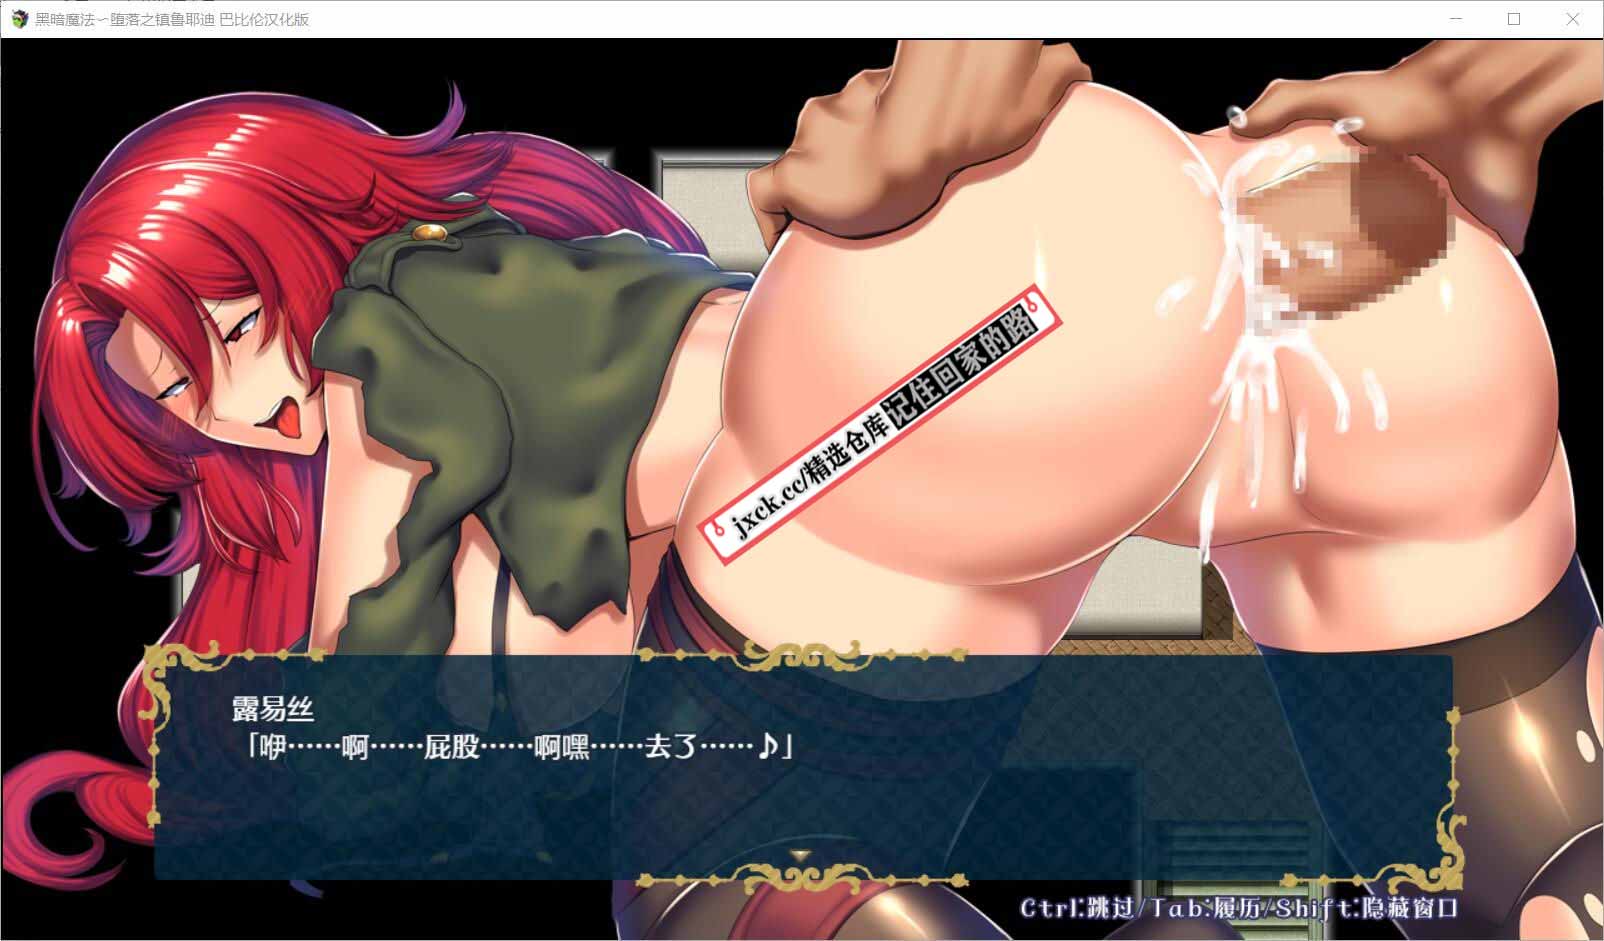 黑暗魔法∽堕落之镇鲁耶迪 巴比伦汉化版
jxck.cc/精选仓库 记住回家的路
露易丝
「咿……啊……屁股……啊嘿……去了……♪」
Ctrl:跳过/Tab:履历/Shift:隐藏窗口